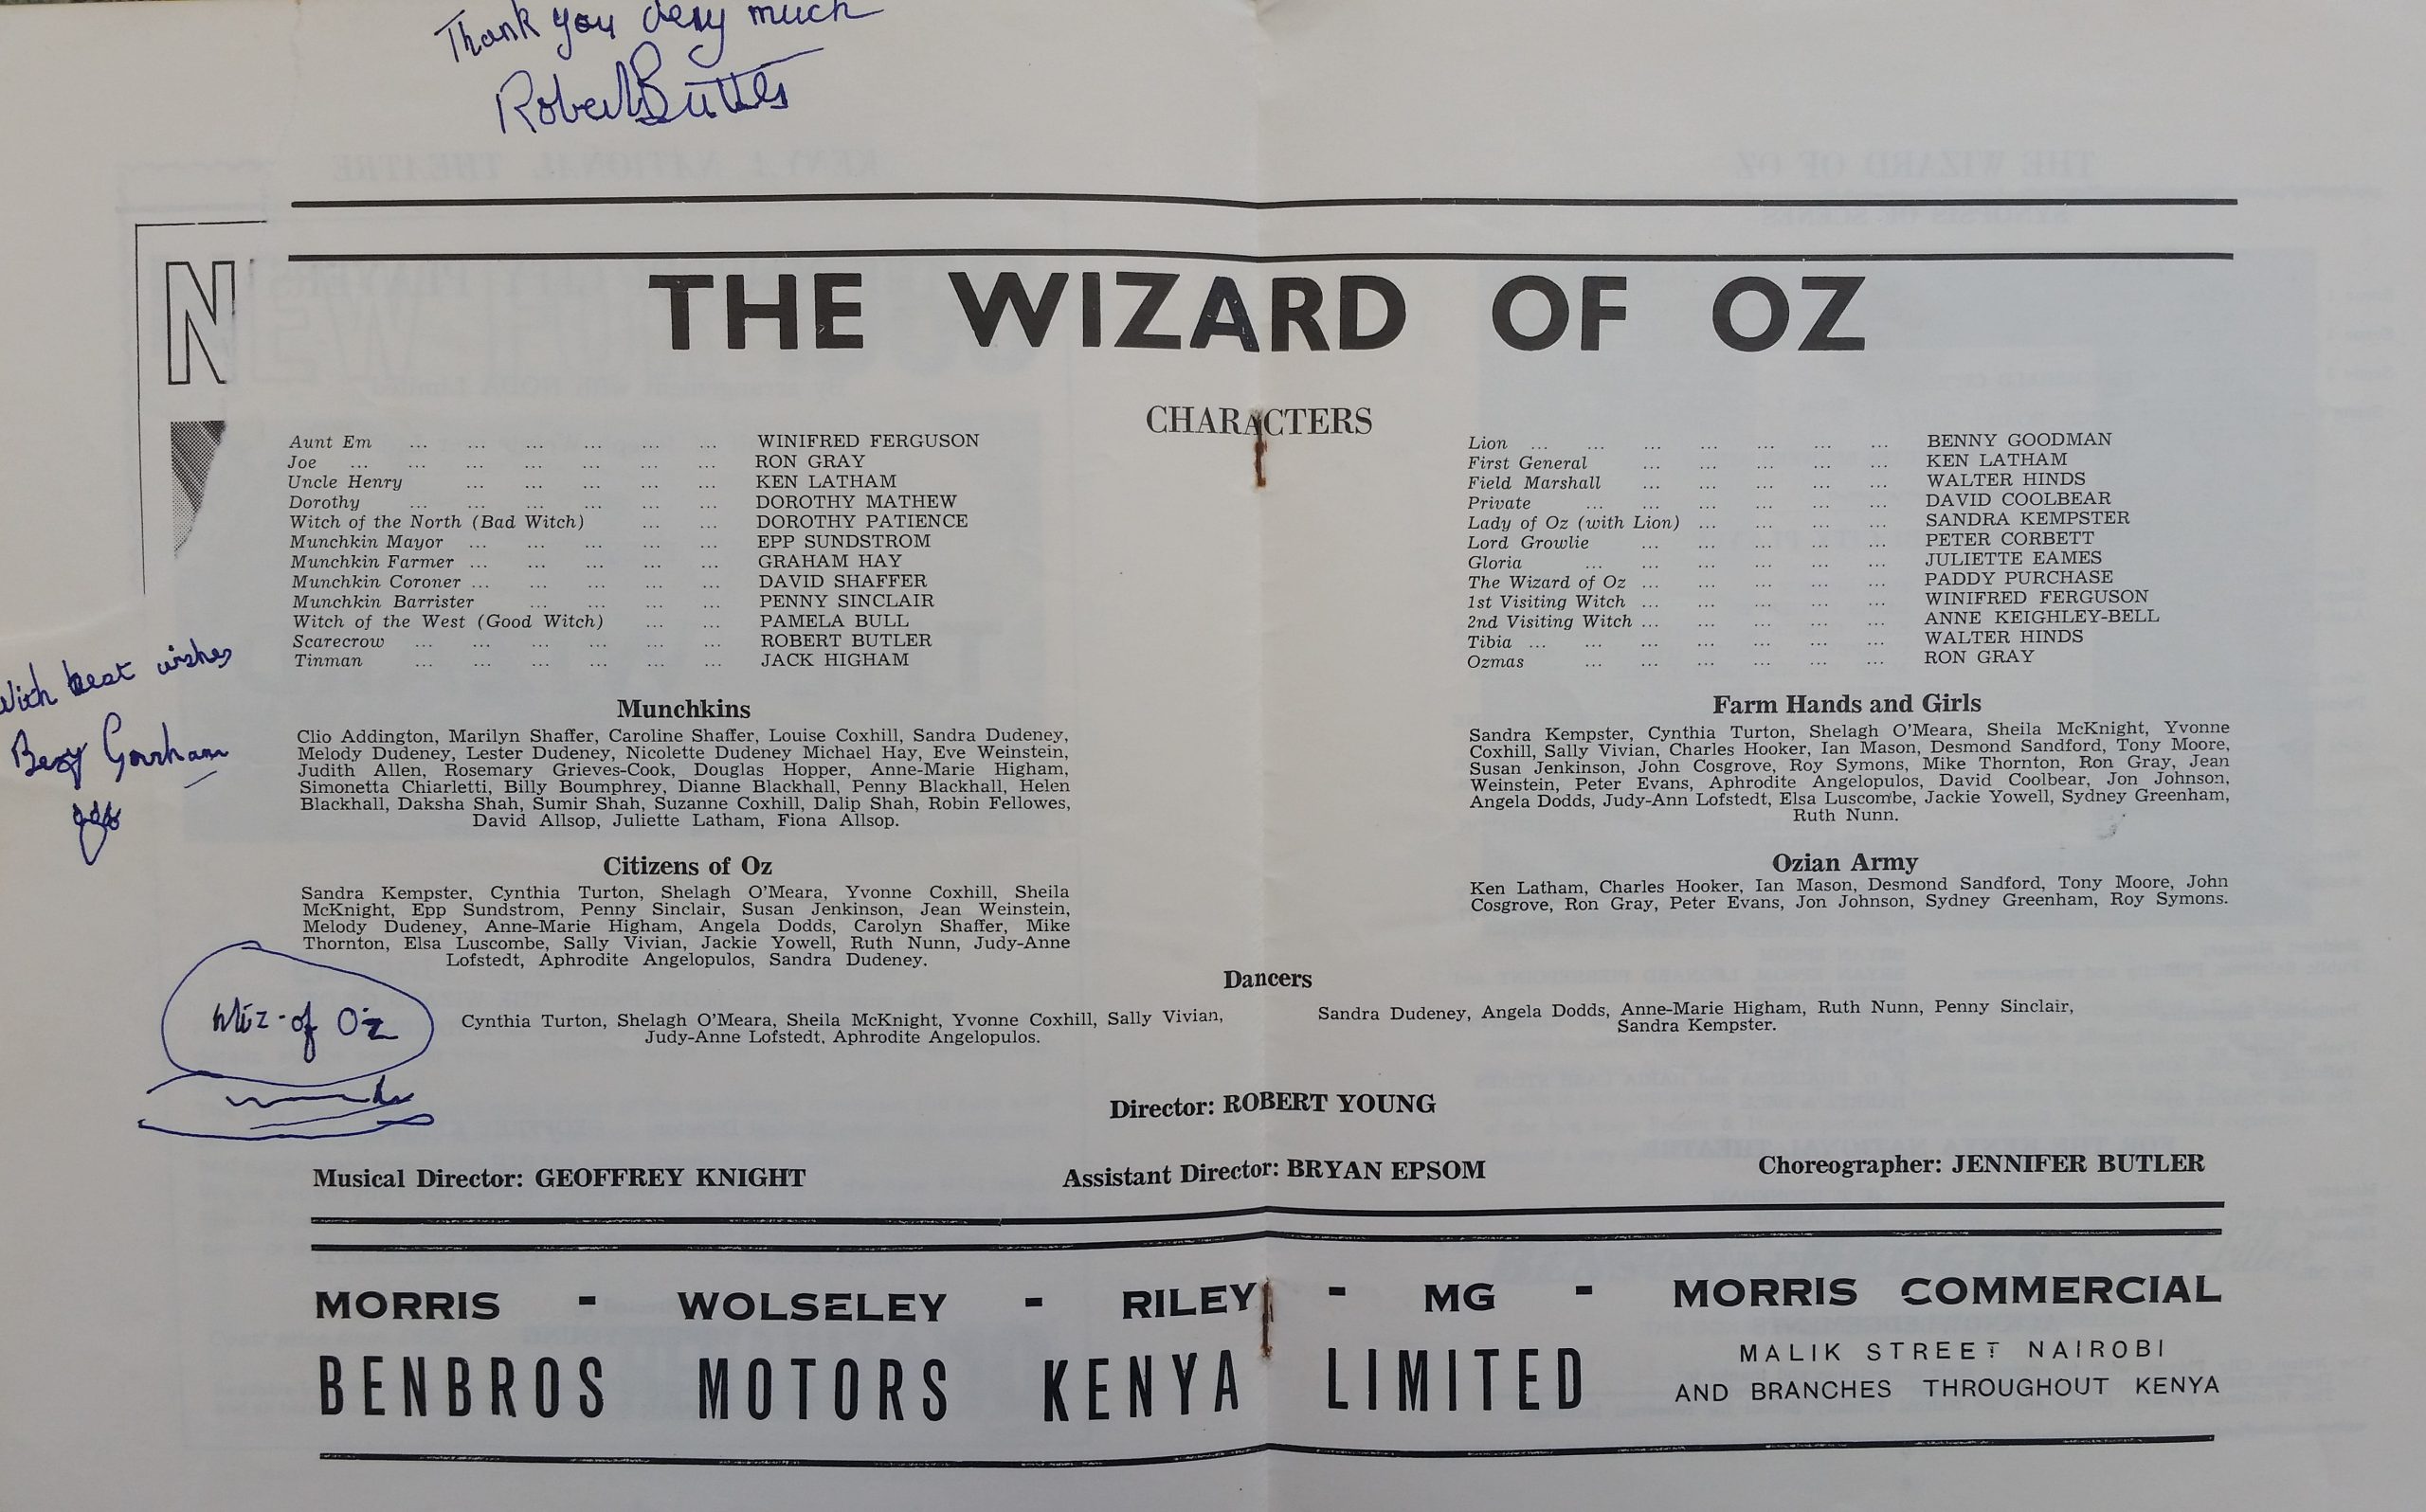 Thank you very much
Robert Butler
N
THE WIZARD OF OZ
CHARACTERS
Aunt Em ... ... ... ... ... ... WINIFRED FERGUSON
Joe ... ... ... ... ... ... ... RON GRAY
Uncle Henry ... ... ... ... ... KEN LATHAM
Dorothy ... ... ... ... ... ... DOROTHY MATHEW
Witch of the North (Bad Witch) ... ... DOROTHY PATIENCE
Munchkin Mayor ... ... ... ... ... EPP SUNDSTROM
Munchkin Farmer ... ... ... ... ... GRAHAM HAY
Munchkin Coroner ... ... ... ... ... DAVID SHAFFER
Munchkin Barrister ... ... ... ... PENNY SINCLAIR
Witch of the West (Good Witch) ... ... PAMELA BULL
Scarecrow ... ... ... ... ... ... ROBERT BUTLER
Tinman ... ... ... ... ... ... JACK HIGHAM
Lion ... ... ... ... ... ... ... BENNY GOODMAN
First General ... ... ... ... ... KEN LATHAM
Field Marshall ... ... ... ... ... WALTER HINDS
Private ... ... ... ... ... ... DAVID COOLBEAR
Lady of Oz (with Lion) ... ... ... ... SANDRA KEMPSTER
Lord Growlie ... ... ... ... ... PETER CORBETT
Gloria ... ... ... ... ... ... JULIETTE EAMES
The Wizard of Oz ... ... ... ... ... PADDY PURCHASE
1st Visiting Witch ... ... ... ... ... WINIFRED FERGUSON
2nd Visiting Witch ... ... ... ... ... ANNE KEIGHLEY-BELL
Tibia ... ... ... ... ... ... ... WALTER HINDS
Ozmas ... ... ... ... ... ... RON GRAY
With best wishes
Munchkins
Clio Addington, Marilyn Shaffer, Caroline Shaffer, Louise Coxhill, Sandra Dudeney,
Melody Dudeney, Lester Dudeney, Nicolette Dudeney Michael Hay, Eve Weinstein,
Judith Allen, Rosemary Grieves-Cook, Douglas Hopper, Anne-Marie Higham,
Simonetta Chiarletti, Billy Boumphrey, Dianne Blackhall, Penny Blackhall, Helen
Blackhall, Daksha Shah, Sumir Shah, Suzanne Coxhill, Dalip Shah, Robin Fellowes,
David Allsop, Juliette Latham, Fiona Allsop.
Farm Hands and Girls
Sandra Kempster, Cynthia Turton, Shelagh O'Meara, Sheila McKnight, Yvonne
Coxhill, Sally Vivian, Charles Hooker, Ian Mason, Desmond Sandford, Tony Moore,
Susan Jenkinson, John Cosgrove, Roy Symons, Mike Thornton, Ron Gray, Jean
Weinstein, Peter Evans, Aphrodite Angelopulos, David Coolbear, Jon Johnson,
Angela Dodds, Judy-Ann Lofstedt, Elsa Luscombe, Jackie Yowell, Sydney Greenham,
Ruth Nunn.
Citizens of Oz
Sandra Kempster, Cynthia Turton, Shelagh O'Meara, Yvonne Coxhill, Sheila
McKnight, Epp Sundstrom, Penny Sinclair, Susan Jenkinson, Jean Weinstein,
Melody Dudeney, Anne-Marie Higham, Angela Dodds, Carolyn Shaffer, Mike
Thornton, Elsa Luscombe, Sally Vivian, Jackie Yowell, Ruth Nunn, Judy-Anne
Lofstedt, Aphrodite Angelopulos, Sandra Dudeney.
Ozian Army
Ken Latham, Charles Hooker, Ian Mason, Desmond Sandford, Tony Moore, John
Cosgrove, Ron Gray, Peter Evans, Jon Johnson, Sydney Greenham, Roy Symons.
Wiz-of Oz
Dancers
Cynthia Turton, Shelagh O'Meara, Sheila McKnight, Yvonne Coxhill, Sally Vivian,
Judy-Anne Lofstedt, Aphrodite Angelopulos.
Sandra Dudeney, Angela Dodds, Anne-Marie Higham, Ruth Nunn, Penny Sinclair,
Sandra Kempster.
Director: ROBERT YOUNG
Musical Director: GEOFFREY KNIGHT
Assistant Director: BRYAN EPSOM
Choreographer: JENNIFER BUTLER
MORRIS - WOLSELEY - RILEY - MG - MORRIS COMMERCIAL
BENBROS MOTORS KENYA LIMITED
MALIK STREET NAIROBI
AND BRANCHES THROUGHOUT KENYA